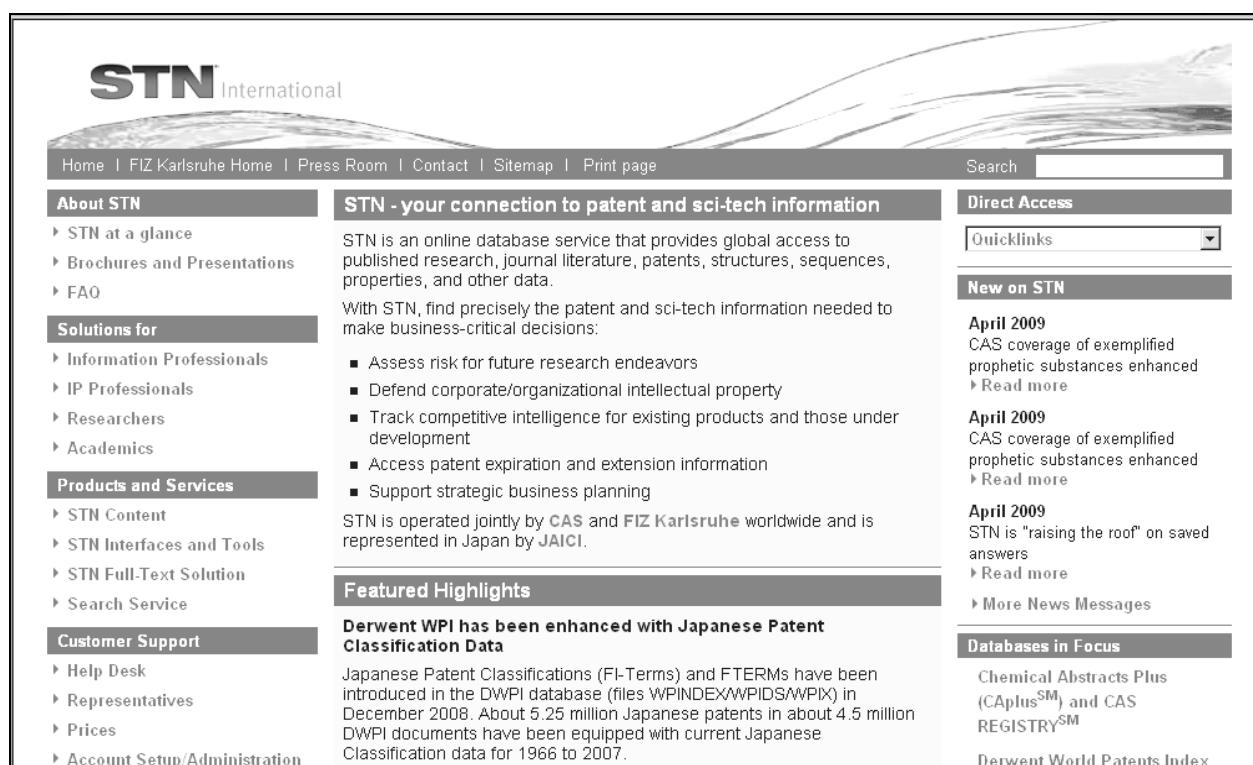 STN International
Home | FIZ Karlsruhe Home | Press Room | Contact | Sitemap | Print page
Search
About STN
STN at a glance
Brochures and Presentations
FAQ
Solutions for
Information Professionals
IP Professionals
Researchers
Academics
Products and Services
STN Content
STN Interfaces and Tools
STN Full-Text Solution
Search Service
Customer Support
Help Desk
Representatives
Prices
Account Setup/Administration
STN - your connection to patent and sci-tech information
STN is an online database service that provides global access to
published research, journal literature, patents, structures, sequences,
properties, and other data.
With STN, find precisely the patent and sci-tech information needed to
make business-critical decisions:
■ Assess risk for future research endeavors
■ Defend corporate/organizational intellectual property
■ Track competitive intelligence for existing products and those under
development
■ Access patent expiration and extension information
■ Support strategic business planning
STN is operated jointly by CAS and FIZ Karlsruhe worldwide and is
represented in Japan by JAICI.
Featured Highlights
Derwent WPI has been enhanced with Japanese Patent
Classification Data
Japanese Patent Classifications (FI-Terms) and FTERMs have been
introduced in the DWPI database (files WPINDEX/WPIDS/WPIX) in
December 2008. About 5.25 million Japanese patents in about 4.5 million
DWPI documents have been equipped with current Japanese
Classification data for 1966 to 2007.
Direct Access
Quicklinks
New on STN
April 2009
CAS coverage of exemplified
prophetic substances enhanced
Read more
April 2009
CAS coverage of exemplified
prophetic substances enhanced
Read more
April 2009
STN is "raising the roof" on saved
answers
Read more
More News Messages
Databases in Focus
Chemical Abstracts Plus
(CAplusSM) and CAS
REGISTRYSM
Derwent World Patents Index